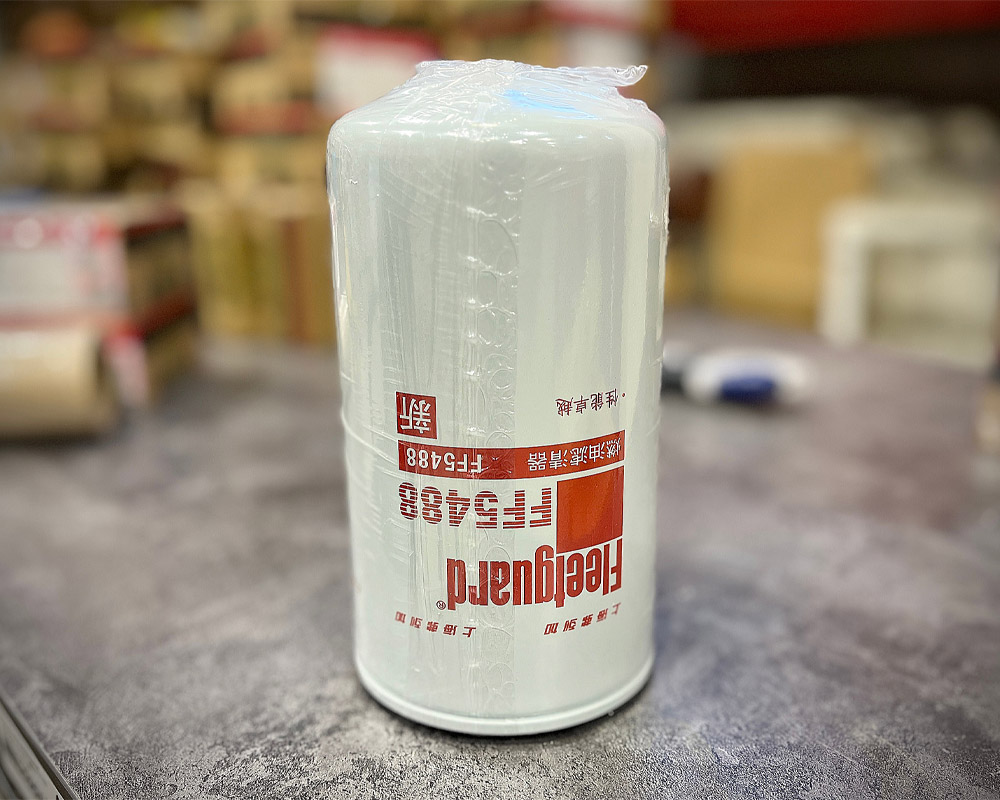 上海弗列加 上海弗列加
Fleetguard®
FF5488
燃油滤清器 FF5488
• 性能卓越 新